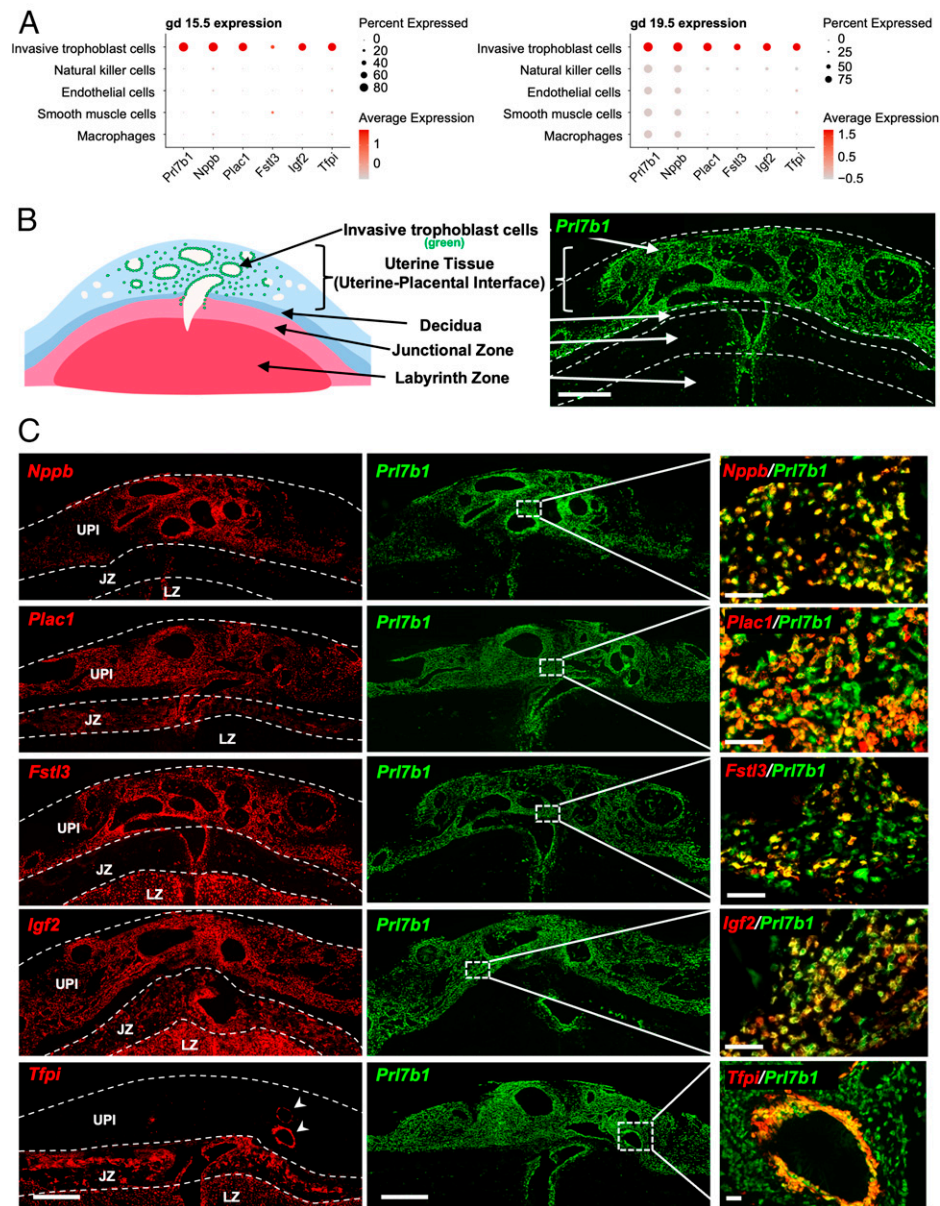 A
gd 15.5 expression
Invasive trophoblast cells
Natural killer cells
Endothelial cells
Smooth muscle cells
Macrophages
Prl7b1
Nppb
Plac1
Fstl3
Igf2
Tfpi
Percent Expressed
0
20
40
60
80
Average Expression
1
0
gd 19.5 expression
Invasive trophoblast cells
Natural killer cells
Endothelial cells
Smooth muscle cells
Macrophages
Prl7b1
Nppb
Plac1
Fstl3
Igf2
Tfpi
Percent Expressed
0
25
50
75
Average Expression
1.5
0.5
−0.5
B
Invasive trophoblast cells
(green)
Uterine Tissue
(Uterine-Placental Interface)
Decidua
Junctional Zone
Labyrinth Zone
Prl7b1
C
Nppb
UPI
JZ
LZ
Prl7b1
Nppb/Prl7b1
Plac1
UPI
JZ
LZ
Prl7b1
Plac1/Prl7b1
Fstl3
UPI
JZ
LZ
Prl7b1
Fstl3/Prl7b1
Igf2
UPI
JZ
LZ
Prl7b1
Igf2/Prl7b1
Tfpi
UPI
JZ
LZ
Prl7b1
Tfpi/Prl7b1